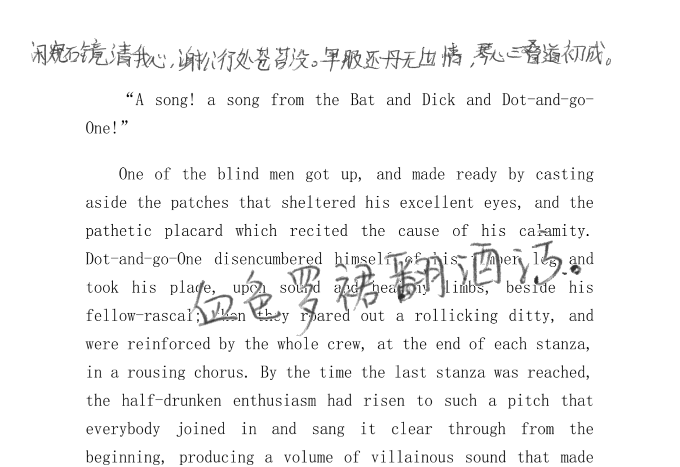 闲窥石镜清我心，谢公行处苍苔没。早服还丹无世情，琴心三叠道初成。
“A song! a song from the Bat and Dick and Dot-and-go-
One!”
One of the blind men got up, and made ready by casting
aside the patches that sheltered his excellent eyes, and the
pathetic placard which recited the cause of his calamity.
Dot-and-go-One disencumbered himself of his timber leg and
took his place, upon sound and healthy limbs, beside his
fellow-rascal; then they roared out a rollicking ditty, and
血色罗裙翻酒污。
were reinforced by the whole crew, at the end of each stanza,
in a rousing chorus. By the time the last stanza was reached,
the half-drunken enthusiasm had risen to such a pitch that
everybody joined in and sang it clear through from the
beginning, producing a volume of villainous sound that made